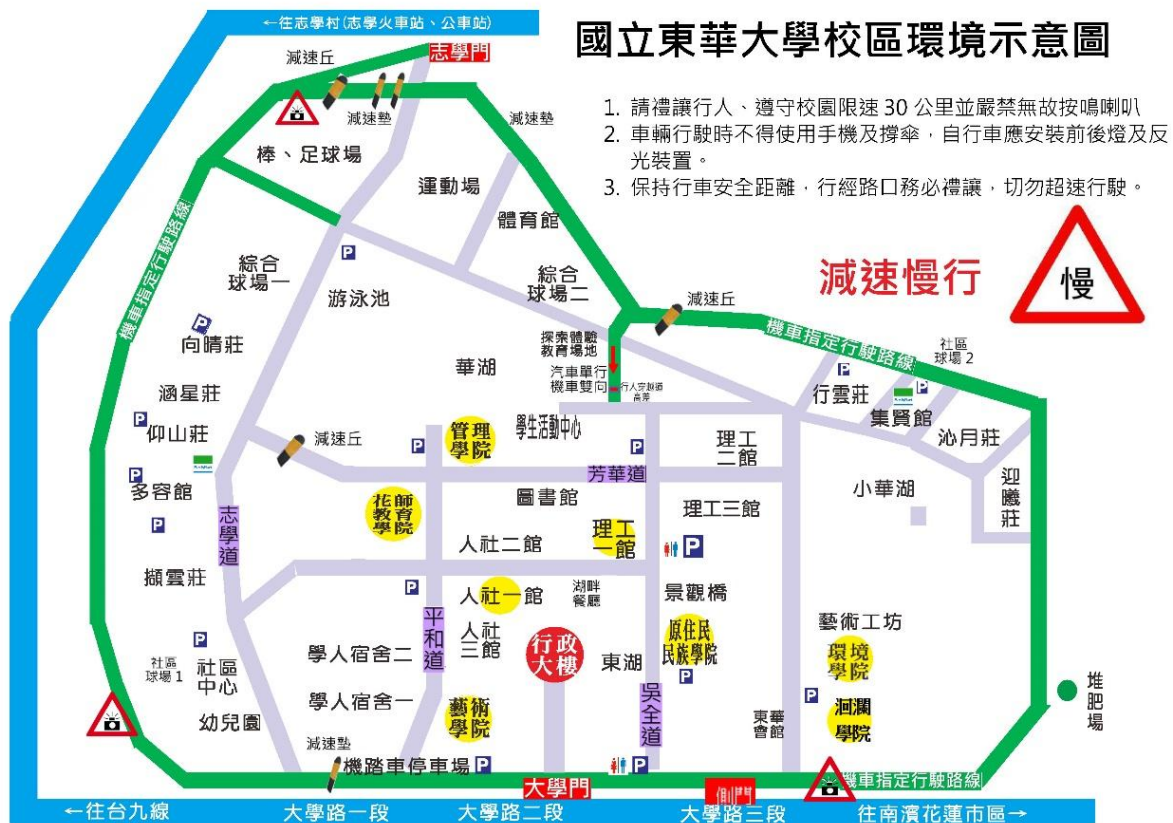 ←往志學村(志學火車站、公車站)
國立東華大學校區環境示意圖
志學門
減速丘
減速墊
減速墊
1. 請禮讓行人、遵守校園限速 30 公里並嚴禁無故按鳴喇叭
2. 車輛行駛時不得使用手機及撐傘，自行車應安裝前後燈及反
光裝置。
3. 保持行車安全距離，行經路口務必禮讓，切勿超速行駛。
棒、足球場
運動場
體育館
機車指定行駛路線
P
綜合
球場一
游泳池
綜合
球場二
減速慢行
慢
減速丘
機車指定行駛路線
社區
球場 2
P
向晴莊
探索體驗
教育場地
汽車單行
機車雙向
行人穿越道
高差
華湖
P
行雲莊
P
集賢館
沁月莊
涵星莊
P
仰山莊
減速丘
P
管理
學院
學生活動中心
P
理工
二館
P
多容館
芳華道
圖書館
小華湖
迎曦莊
志學道
P
花師
教育
學院
理工
一館
理工三館
人社二館
P
擷雲莊
P
人社一館
湖畔
餐廳
景觀橋
平和道
人社
三館
行政
大樓
原住民
民族學院
藝術工坊
P
社區
球場 1
社區
中心
學人宿舍二
東湖
P
環境
學院
幼兒園
學人宿舍一
藝術
學院
吳全道
東華
會館
P
洄瀾
學院
堆肥場
減速墊
機踏車停車場
P
P
大學門
側門
機車指定行駛路線
←往台九線
大學路一段
大學路二段
大學路三段
往南濱花蓮市區→